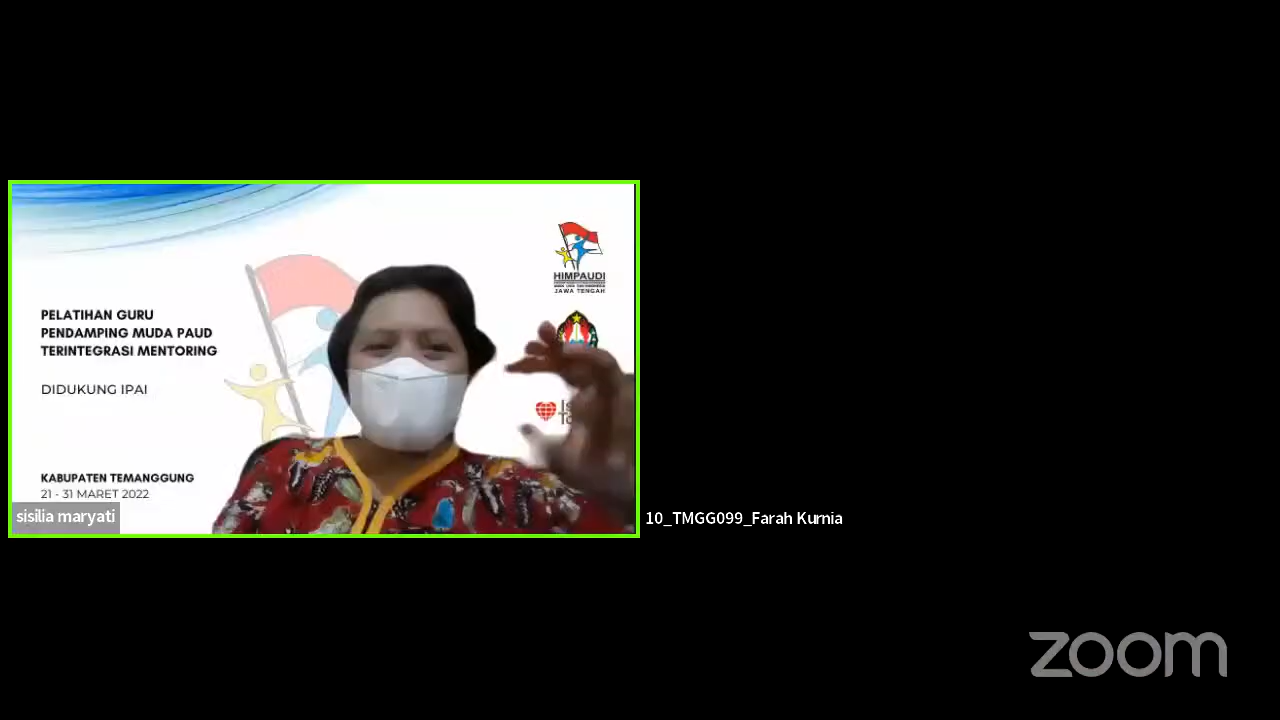 PELATIHAN GURU
PENDAMPING MUDA PAUD
TERINTEGRASI MENTORING
DIDUKUNG IPAI
KABUPATEN TEMANGGUNG
21 - 31 MARET 2022
sisilia maryati
HIMPAUDI
JAWA TENGAH
10_TMGG099_Farah Kurnia
zoom